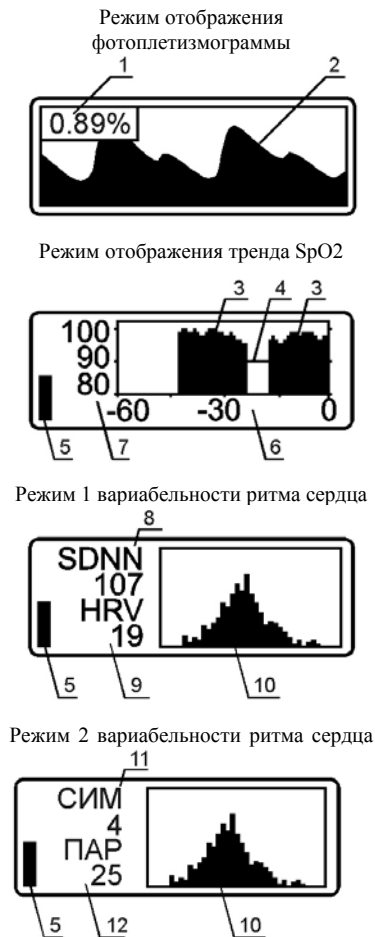 Режим отображения
фотоплетизмограммы
1 2
0.89%
Режим отображения тренда SpO2
3 4 3
100
90
80
-60 -30 0
5 7 6
Режим 1 вариабельности ритма сердца
8
SDNN
107
HRV
19
5 9 10
Режим 2 вариабельности ритма сердца
11
СИМ
4
ПАР
25
5 12 10